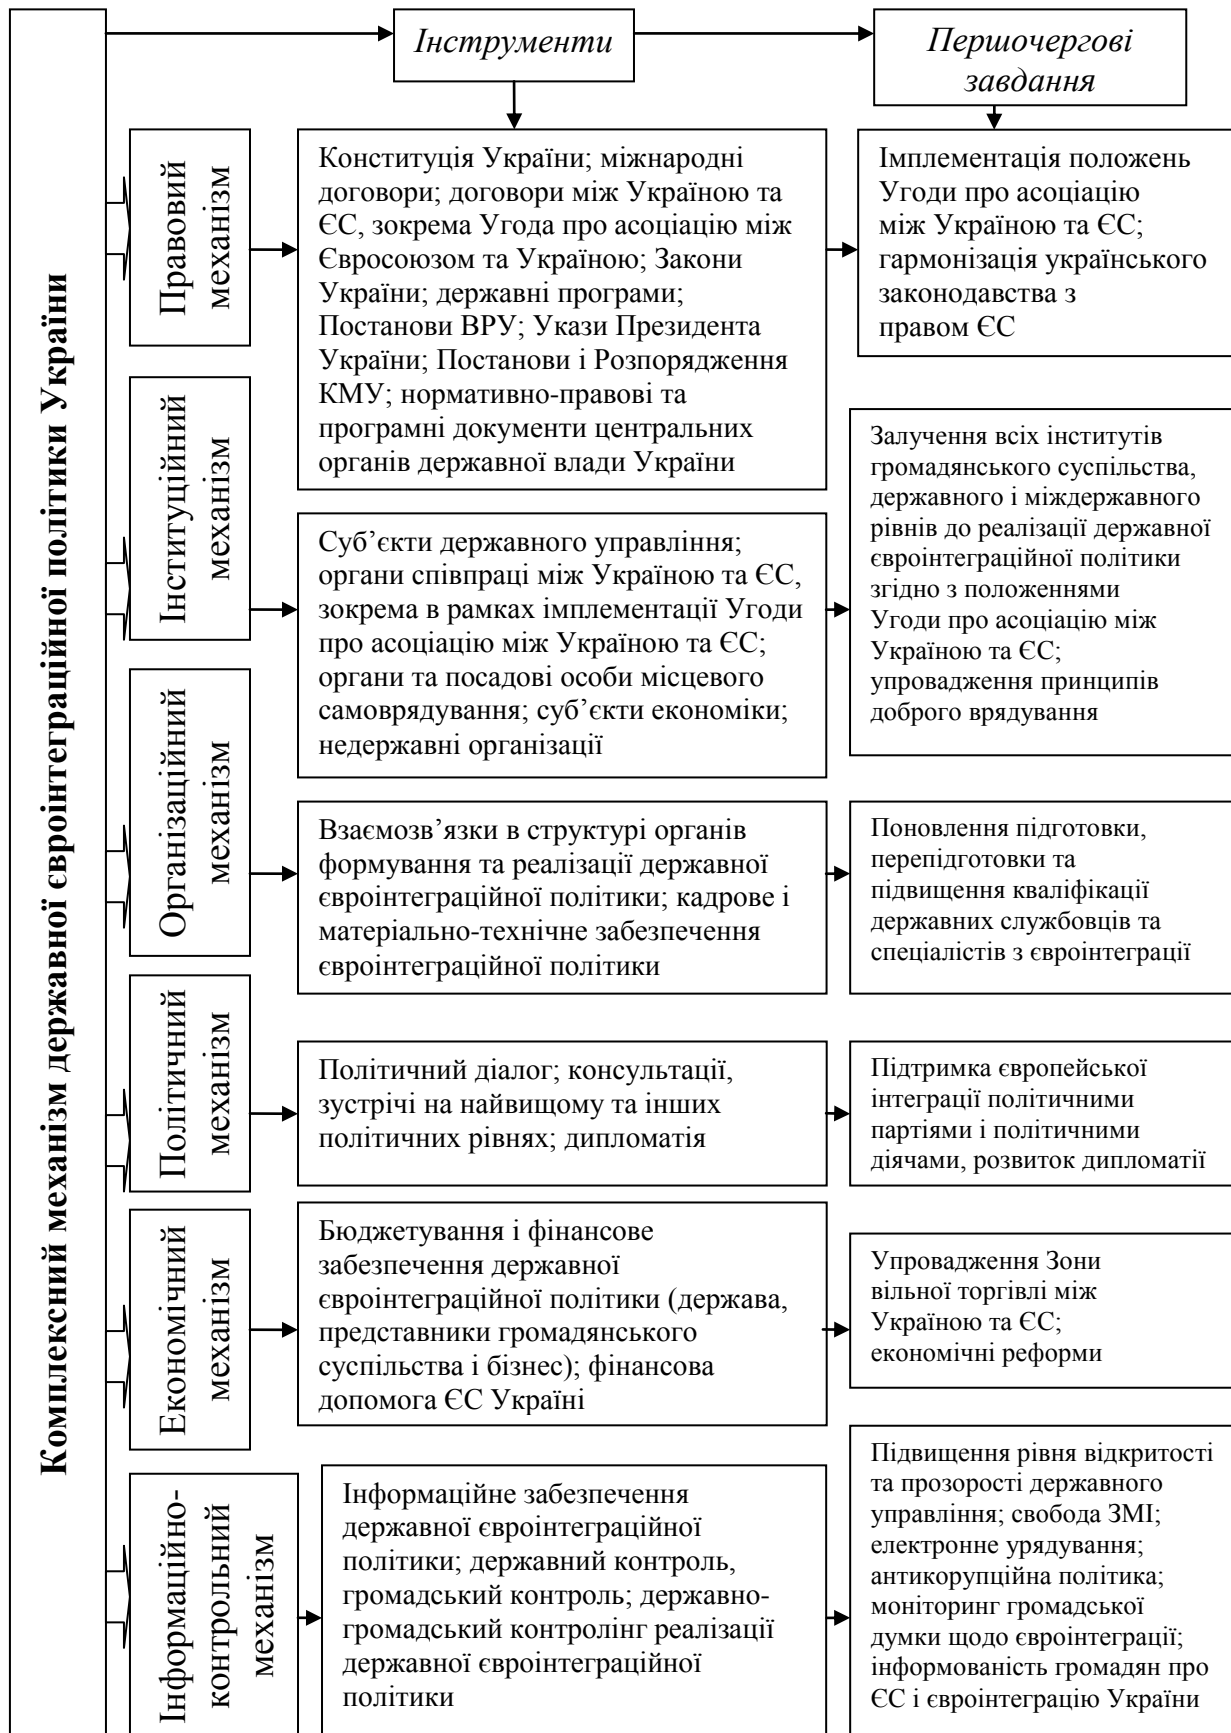 Комплексний механізм державної євроінтеграційної політики України
Інструменти
Першочергові
завдання
Правовий
механізм
Конституція України; міжнародні
договори; договори між Україною та
ЄС, зокрема Угода про асоціацію між
Євросоюзом та Україною; Закони
України; державні програми;
Постанови ВРУ; Укази Президента
України; Постанови і Розпорядження
КМУ; нормативно-правові та
програмні документи центральних
органів державної влади України
Імплементація положень
Угоди про асоціацію
між Україною та ЄС;
гармонізація українського
законодавства з
правом ЄС
Інституційний
механізм
Суб’єкти державного управління;
органи співпраці між Україною та ЄС,
зокрема в рамках імплементації Угоди
про асоціацію між Україною та ЄС;
органи та посадові особи місцевого
самоврядування; суб’єкти економіки;
недержавні організації
Залучення всіх інститутів
громадянського суспільства,
державного і міждержавного
рівнів до реалізації державної
євроінтеграційної політики
згідно з положеннями
Угоди про асоціацію між
Україною та ЄС;
упровадження принципів
доброго врядування
Організаційний
механізм
Взаємозв’язки в структурі органів
формування та реалізації державної
євроінтеграційної політики; кадрове і
матеріально-технічне забезпечення
євроінтеграційної політики
Поновлення підготовки,
перепідготовки та
підвищення кваліфікації
державних службовців та
спеціалістів з євроінтеграції
Політичний
механізм
Політичний діалог; консультації,
зустрічі на найвищому та інших
політичних рівнях; дипломатія
Підтримка європейської
інтеграції політичними
партіями і політичними
діячами, розвиток дипломатії
Економічний
механізм
Бюджетування і фінансове
забезпечення державної
євроінтеграційної політики (держава,
представники громадянського
суспільства і бізнес); фінансова
допомога ЄС Україні
Упровадження Зони
вільної торгівлі між
Україною та ЄС;
економічні реформи
Інформаційно-
контрольний
механізм
Інформаційне забезпечення
державної євроінтеграційної
політики; державний контроль,
громадський контроль; державно-
громадський контролінг реалізації
державної євроінтеграційної
політики
Підвищення рівня відкритості
та прозорості державного
управління; свобода ЗМІ;
електронне урядування;
антикорупційна політика;
моніторинг громадської
думки щодо євроінтеграції;
інформованість громадян про
ЄС і євроінтеграцію України